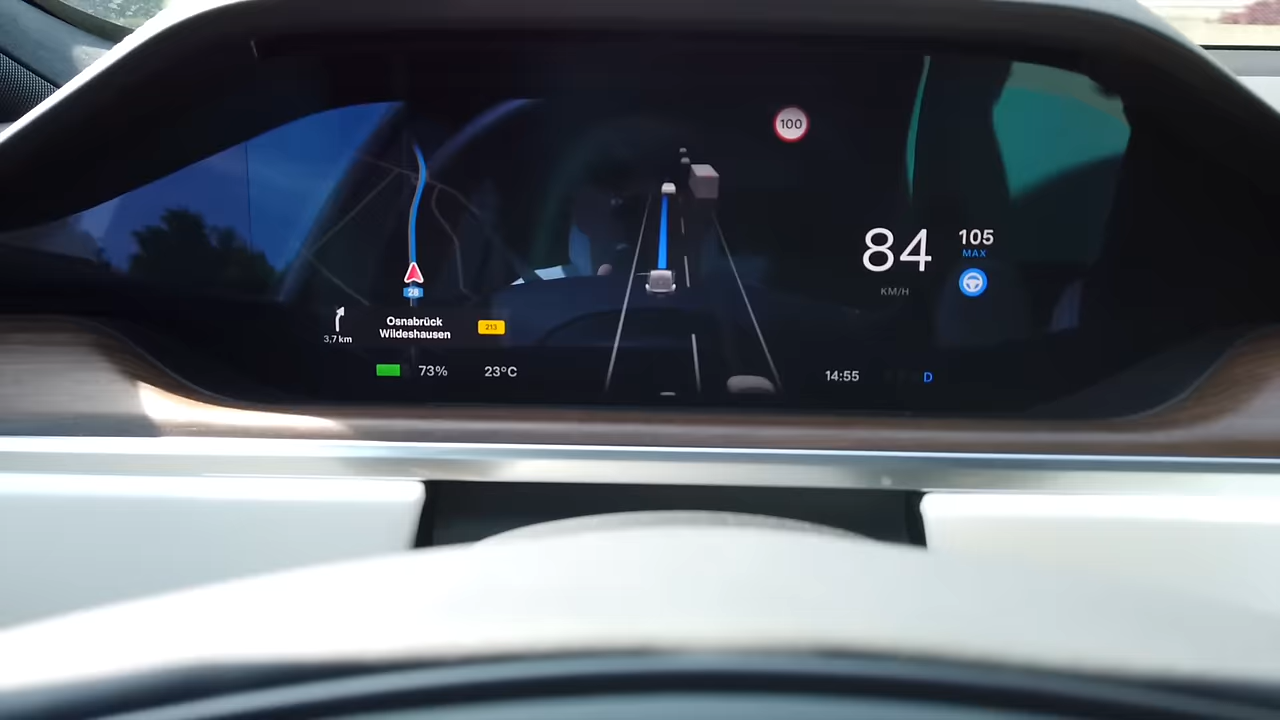 100
84
KM/H
105
MAX
28
3,7 km
Osnabrück
Wildeshausen
213
73%
23°C
14:55
D